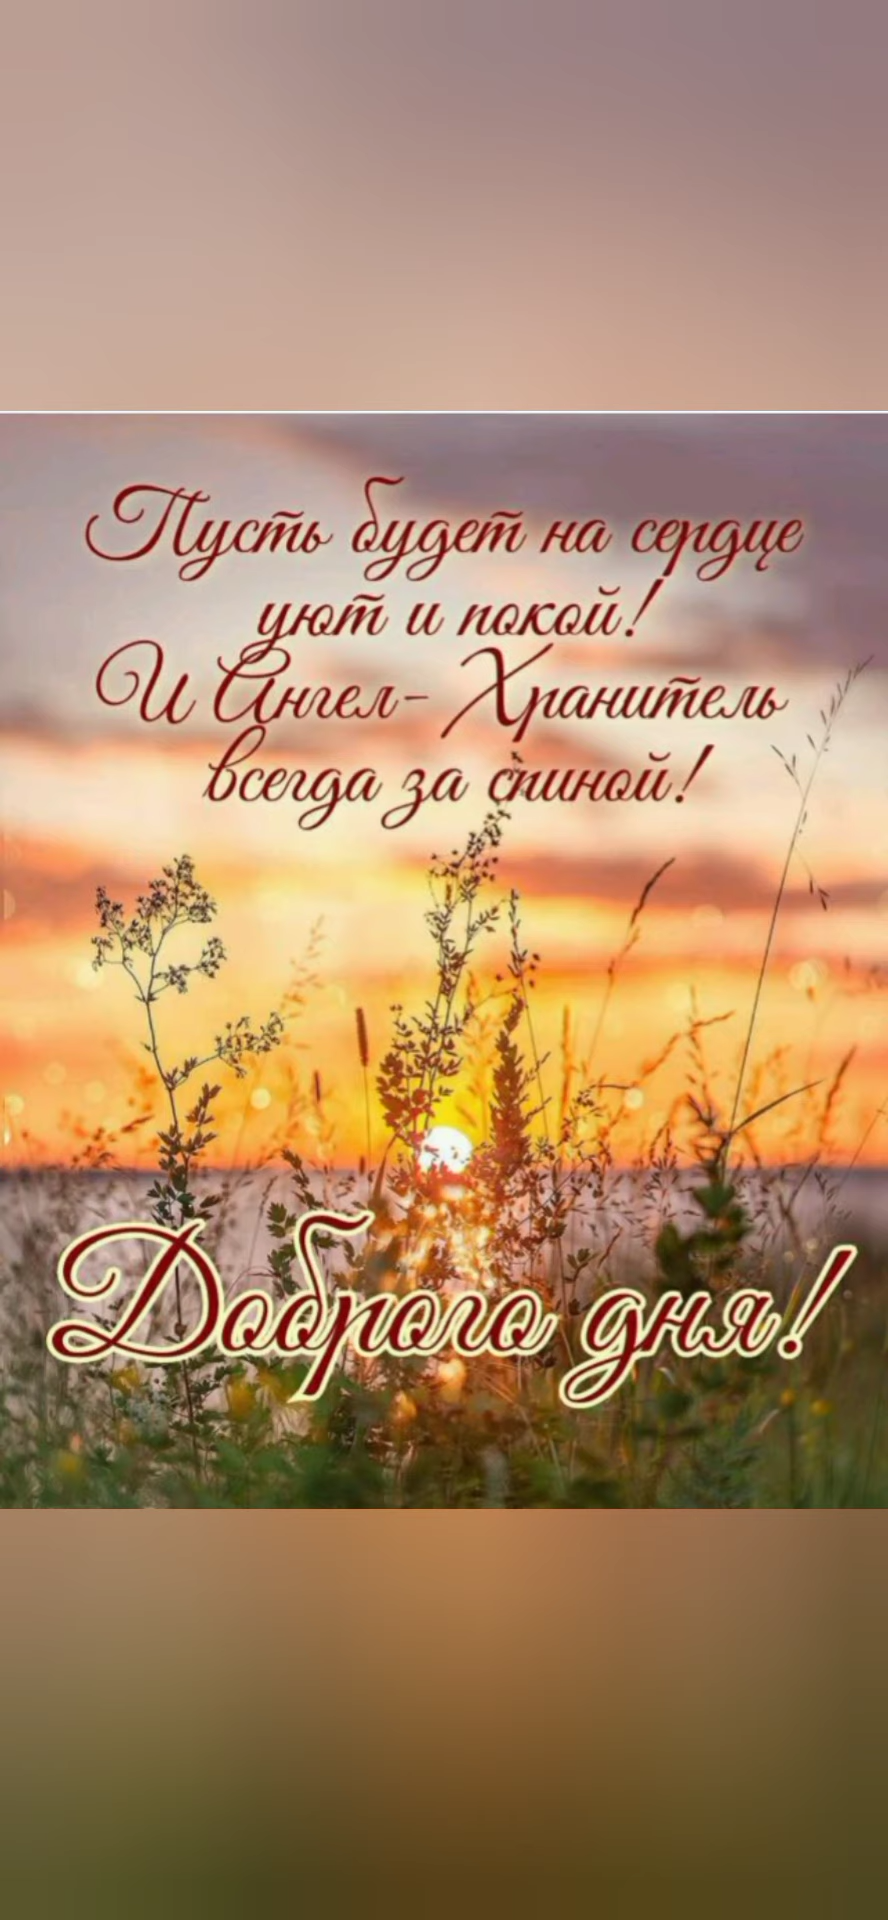 Пусть будет на сердце
уют и покой!
И Ангел- Хранитель
всегда за спиной!
Доброго дня!